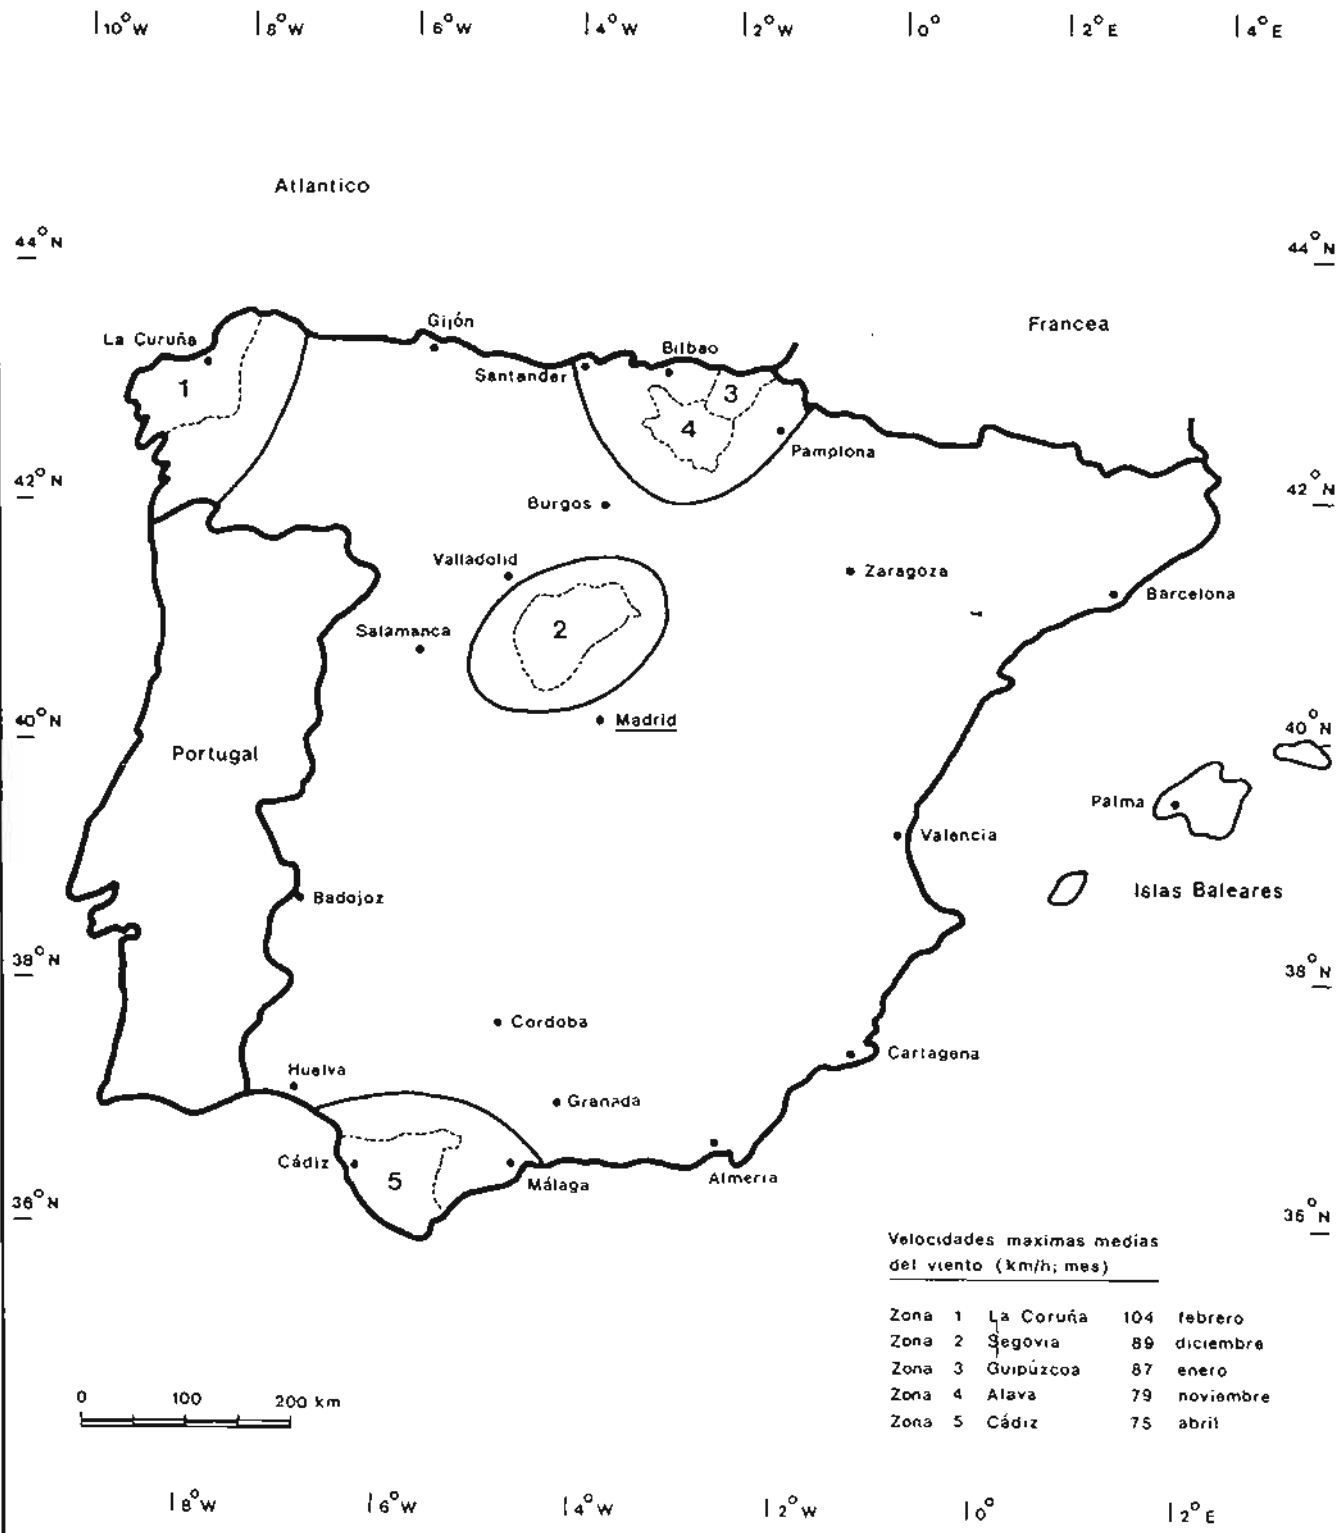 10°W 8°W 6°W 4°W 2°W 0° 2°E 4°E
Atlantico
44°N 44°N
Francea
Gijón
La Curuña
Bilbao
Santander
1
3
4
Pamplona
42°N 42°N
Burgos
Valladolid
Zaragoza
Barcelona
Salamanca
2
40°N Madrid 40°N
Portugal
Palma
Valencia
Badojoz Islas Baleares
38°N 38°N
Cordoba
Cartagena
Huelva
Granada
Cádiz
5
Málaga
Almeria
36°N 36°N
Velocidades maximas medias
del viento (km/h; mes)
Zona 1 La Coruña 104 febrero
Zona 2 Segovia 89 diciembre
Zona 3 Guipúzcoa 87 enero
Zona 4 Alava 79 noviembre
Zona 5 Cádiz 75 abril
0 100 200 km
8°W 6°W 4°W 2°W 0° 2°E